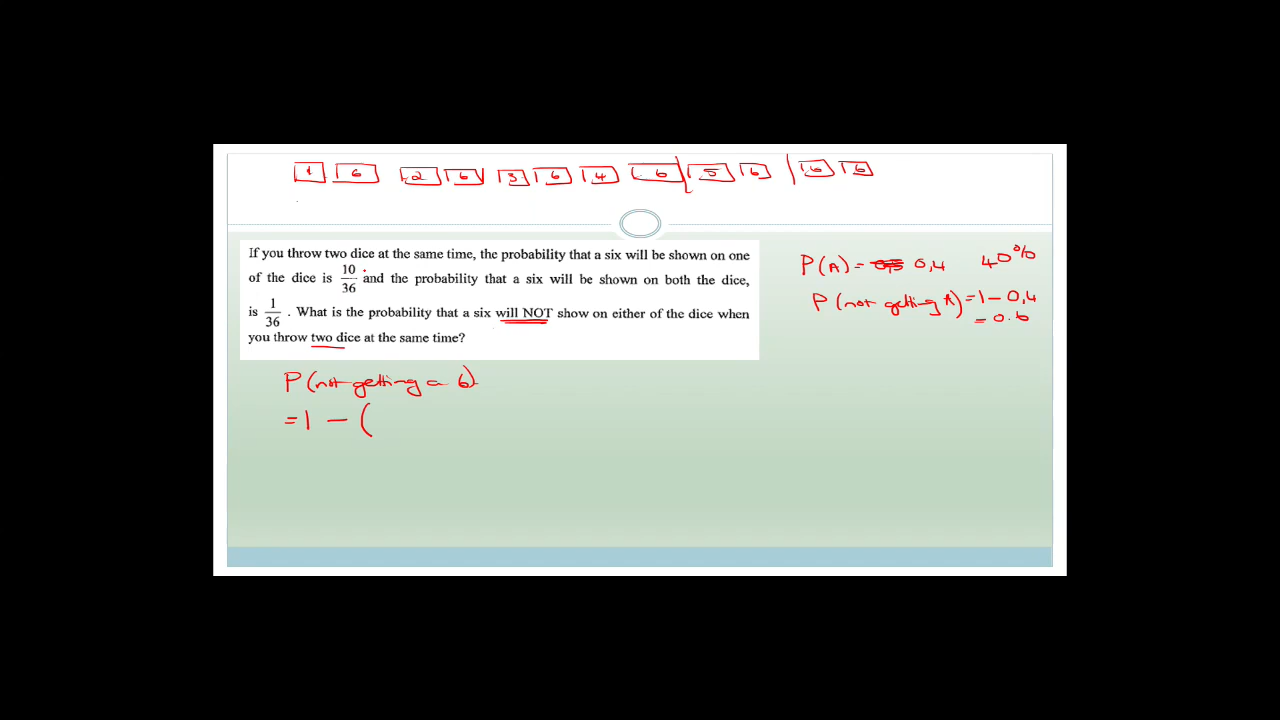 1 6 2 6 3 6 4 6 5 6 6 6
If you throw two dice at the same time, the probability that a six will be shown on one
of the dice is 10/36 and the probability that a six will be shown on both the dice,
is 1/36 . What is the probability that a six will NOT show on either of the dice when
you throw two dice at the same time?
P(A) = 0,4 40%
P(not getting A) = 1 - 0,4
= 0.6
P(not getting a 6)
= 1 - (